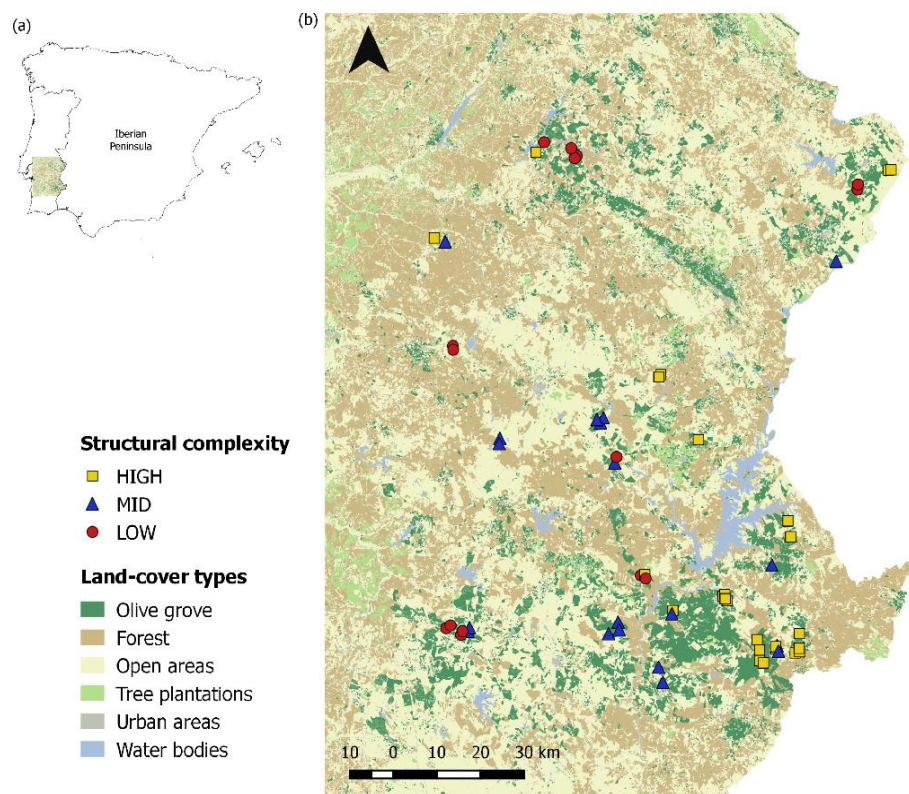 (a)
(b)
Iberian
Peninsula
Structural complexity
HIGH
MID
LOW
Land-cover types
Olive grove
Forest
Open areas
Tree plantations
Urban areas
Water bodies
10 0 10 20 30 km